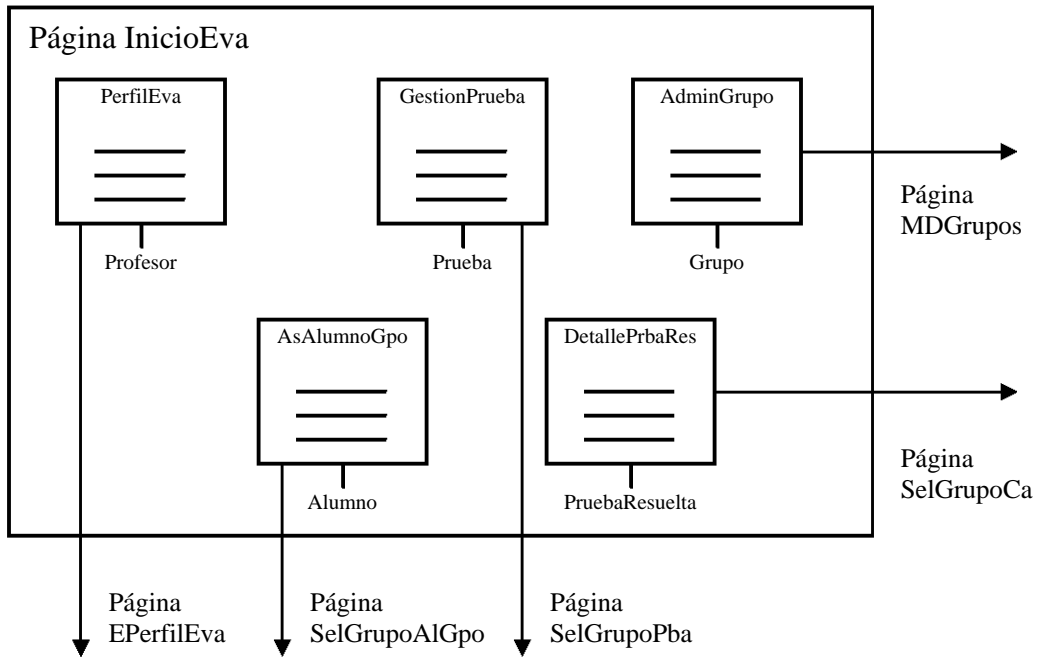 Página InicioEva
PerfilEva
GestionPrueba
AdminGrupo
Profesor
Prueba
Grupo
Página
MDGrupos
AsAlumnoGpo
DetallePrbaRes
Alumno
PruebaResuelta
Página
SelGrupoCa
Página
EPerfilEva
Página
SelGrupoAlGpo
Página
SelGrupoPba